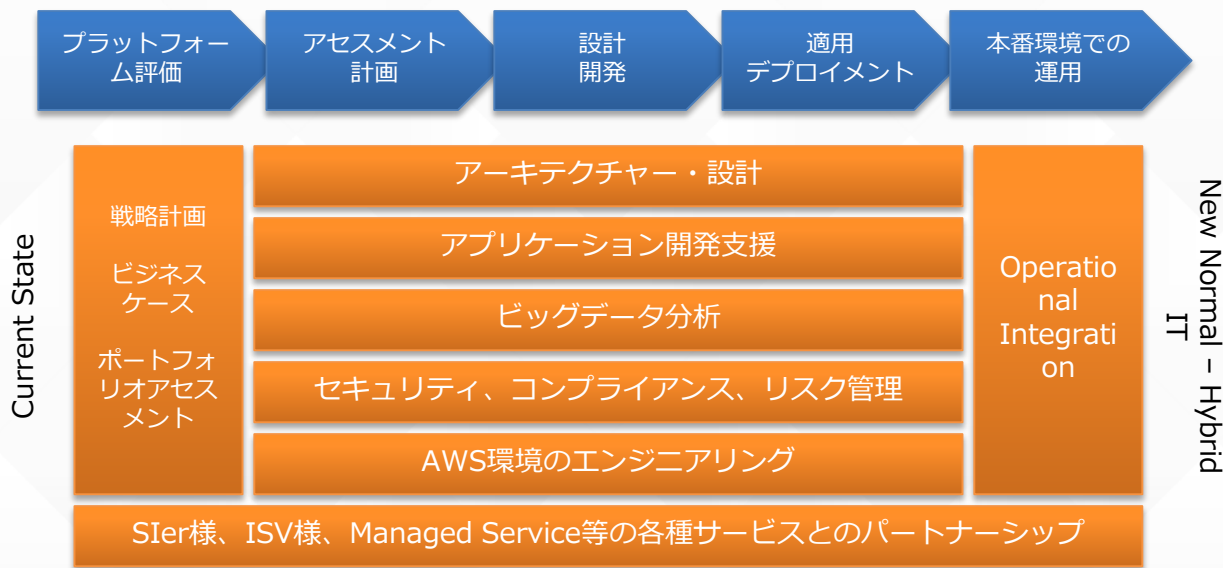 プラットフォー
ム評価
アセスメント
計画
設計
開発
適用
デプロイメント
本番環境での
運用
Current State
戦略計画
ビジネス
ケース
ポートフォ
リオアセス
メント
アーキテクチャー・設計
アプリケーション開発支援
ビッグデータ分析
セキュリティ、コンプライアンス、リスク管理
AWS環境のエンジニアリング
Operatio
nal
Integrati
on
New Normal – Hybrid
IT
SIer様、ISV様、Managed Service等の各種サービスとのパートナーシップ